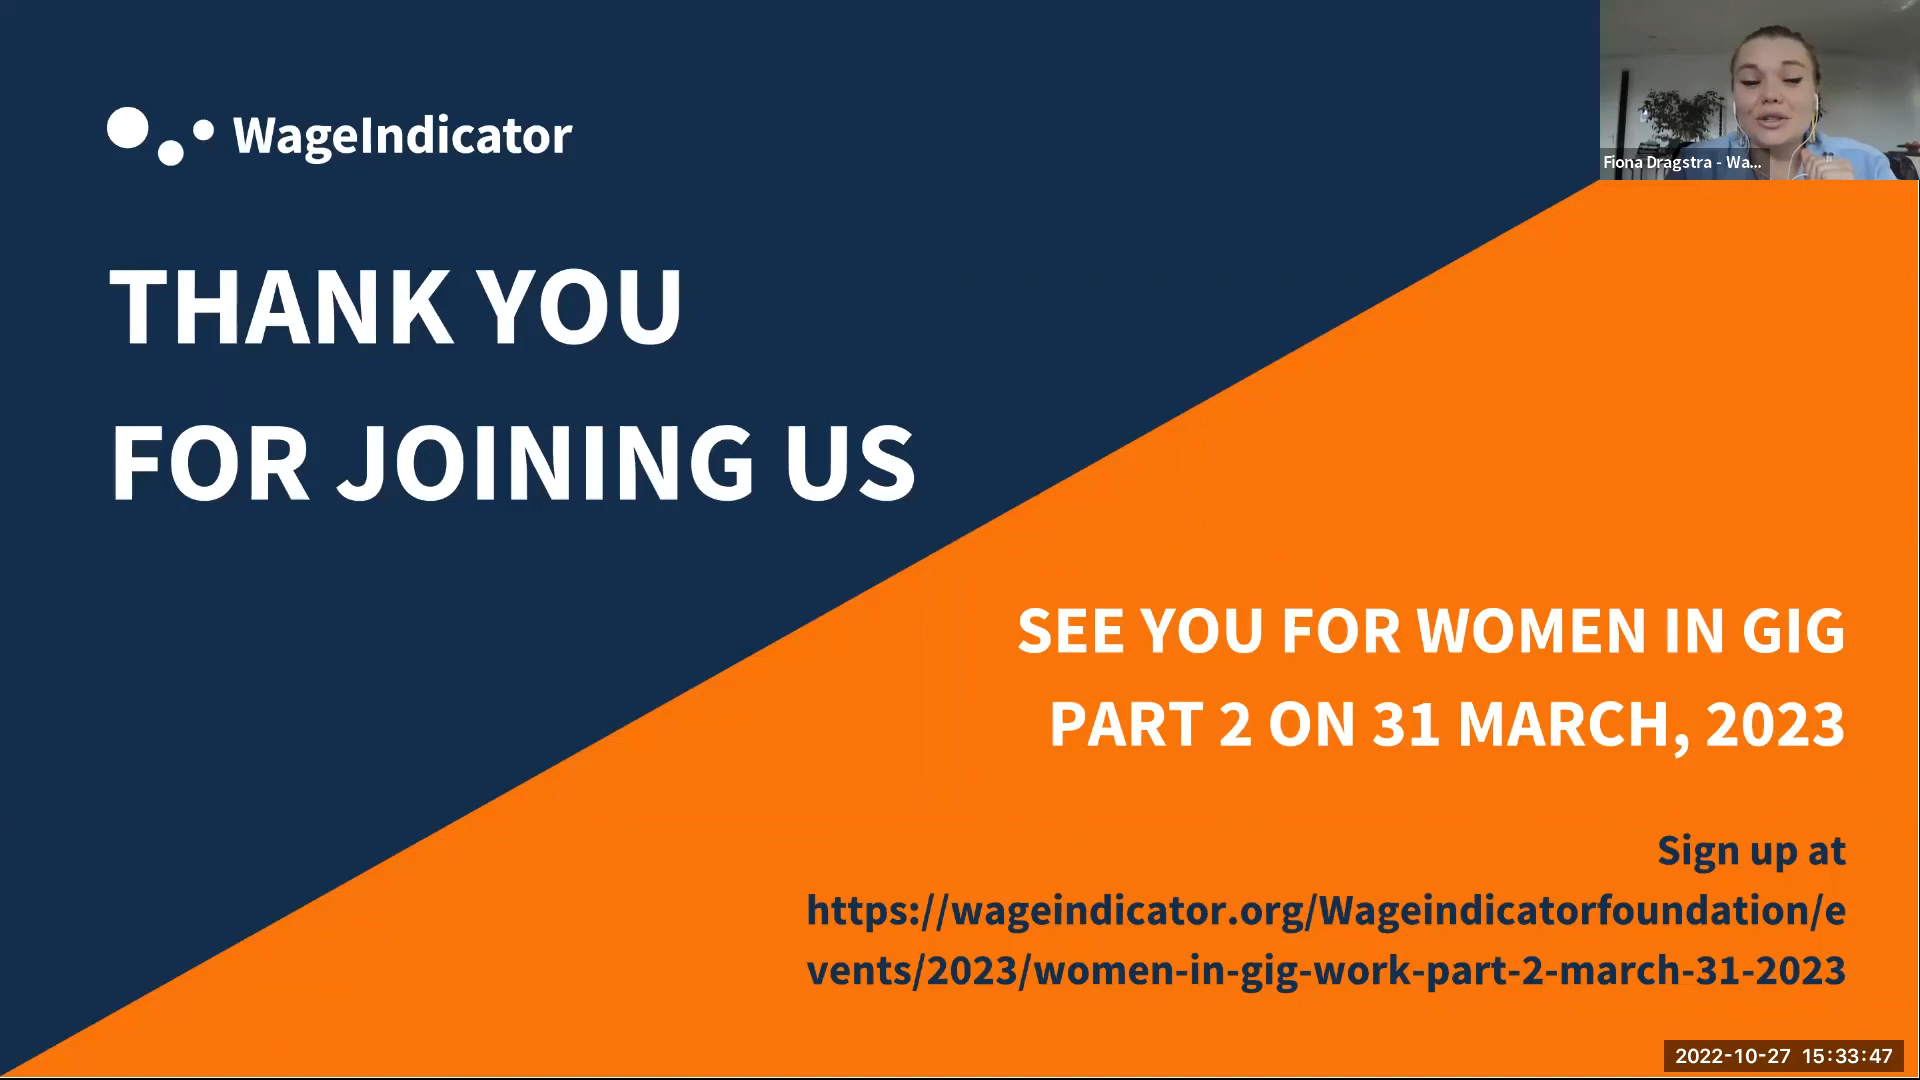 WageIndicator
Fiona Dragstra - Wa...
THANK YOU
FOR JOINING US
SEE YOU FOR WOMEN IN GIG
PART 2 ON 31 MARCH, 2023
Sign up at
https://wageindicator.org/Wageindicatorfoundation/e
vents/2023/women-in-gig-work-part-2-march-31-2023
2022-10-27 15:33:47